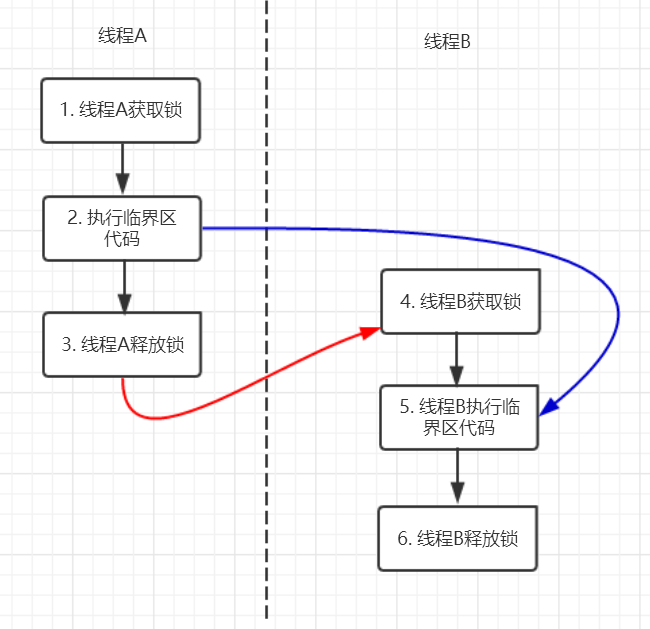 线程A
线程B
1. 线程A获取锁
2. 执行临界区
代码
3. 线程A释放锁
4. 线程B获取锁
5. 线程B执行临
界区代码
6. 线程B释放锁